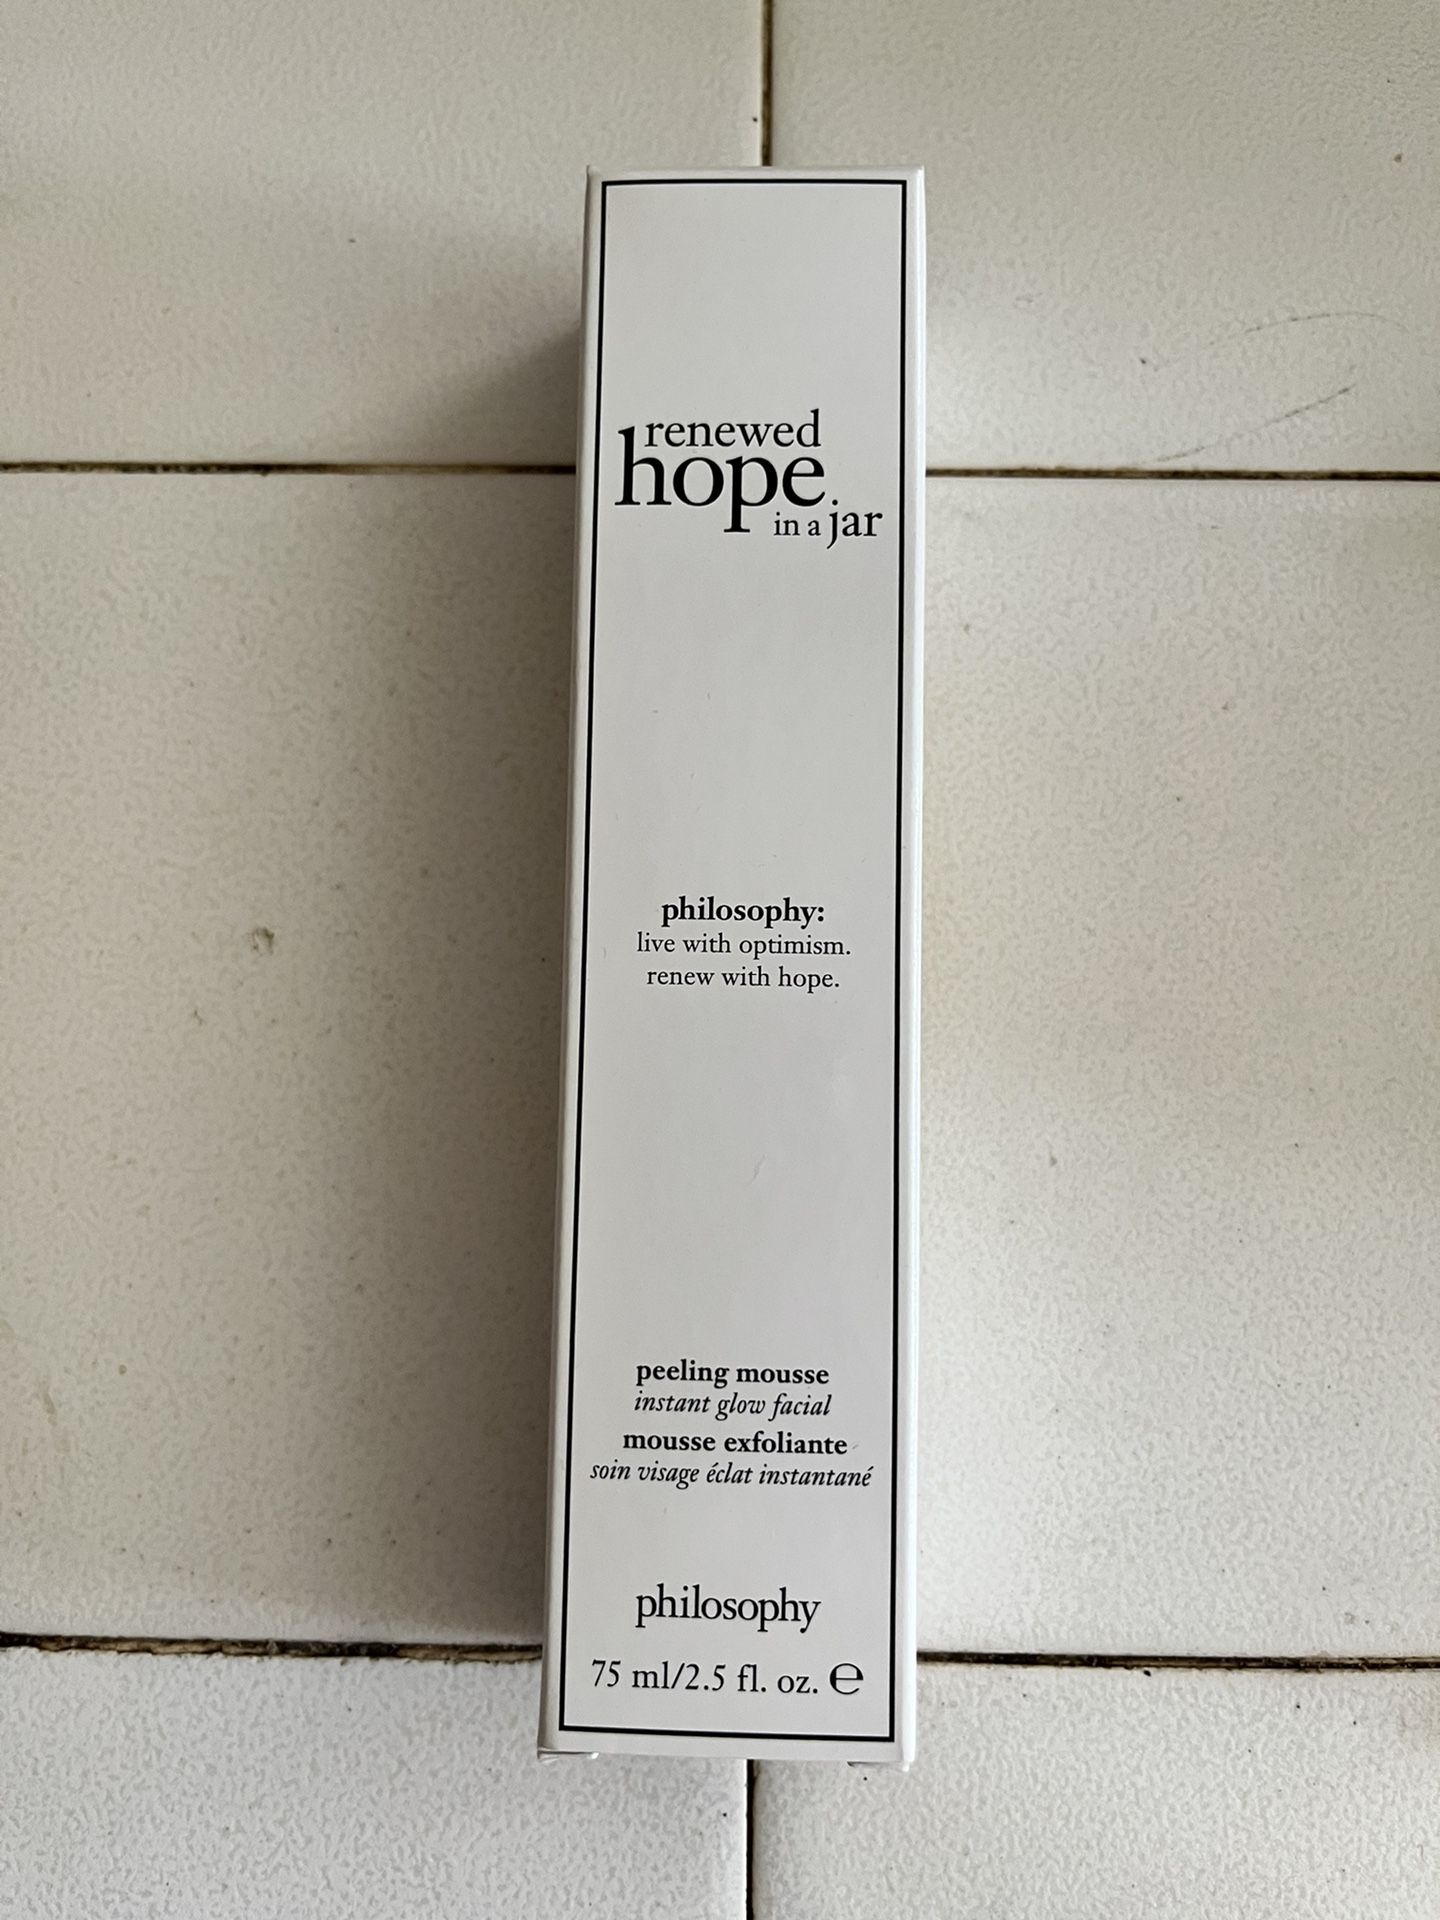 renewed
hope
in a jar
philosophy:
live with optimism.
renew with hope.
peeling mousse
instant glow facial
mousse exfoliante
soin visage éclat instantané
philosophy
75 ml/2.5 fl. oz. ℮